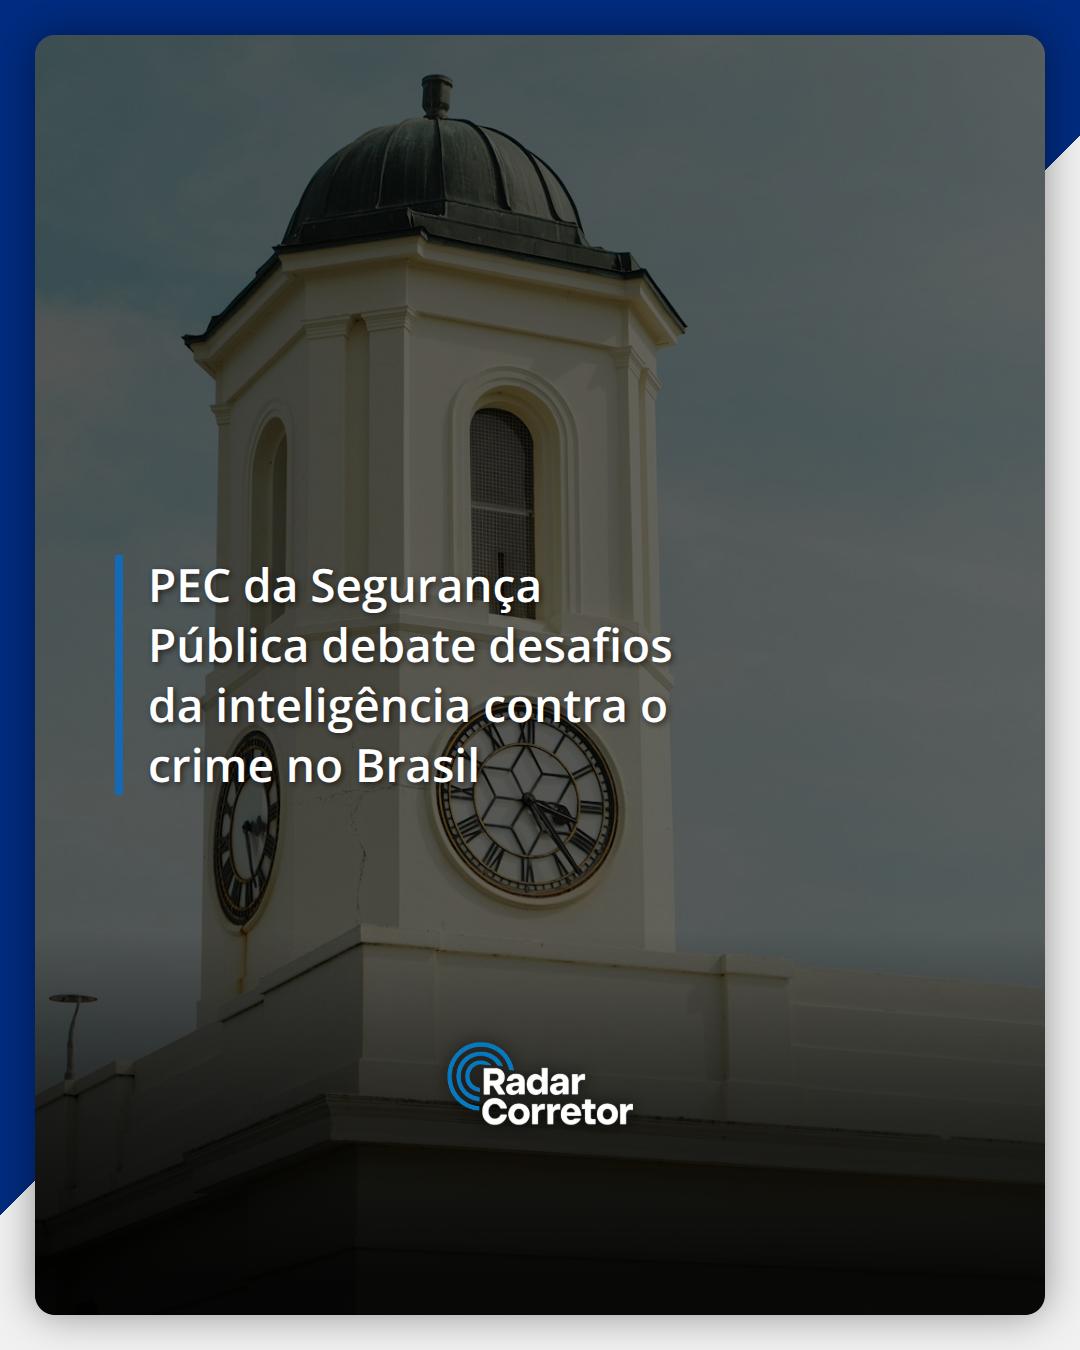 PEC da Segurança
Pública debate desafios
da inteligência contra o
crime no Brasil
Radar
Corretor